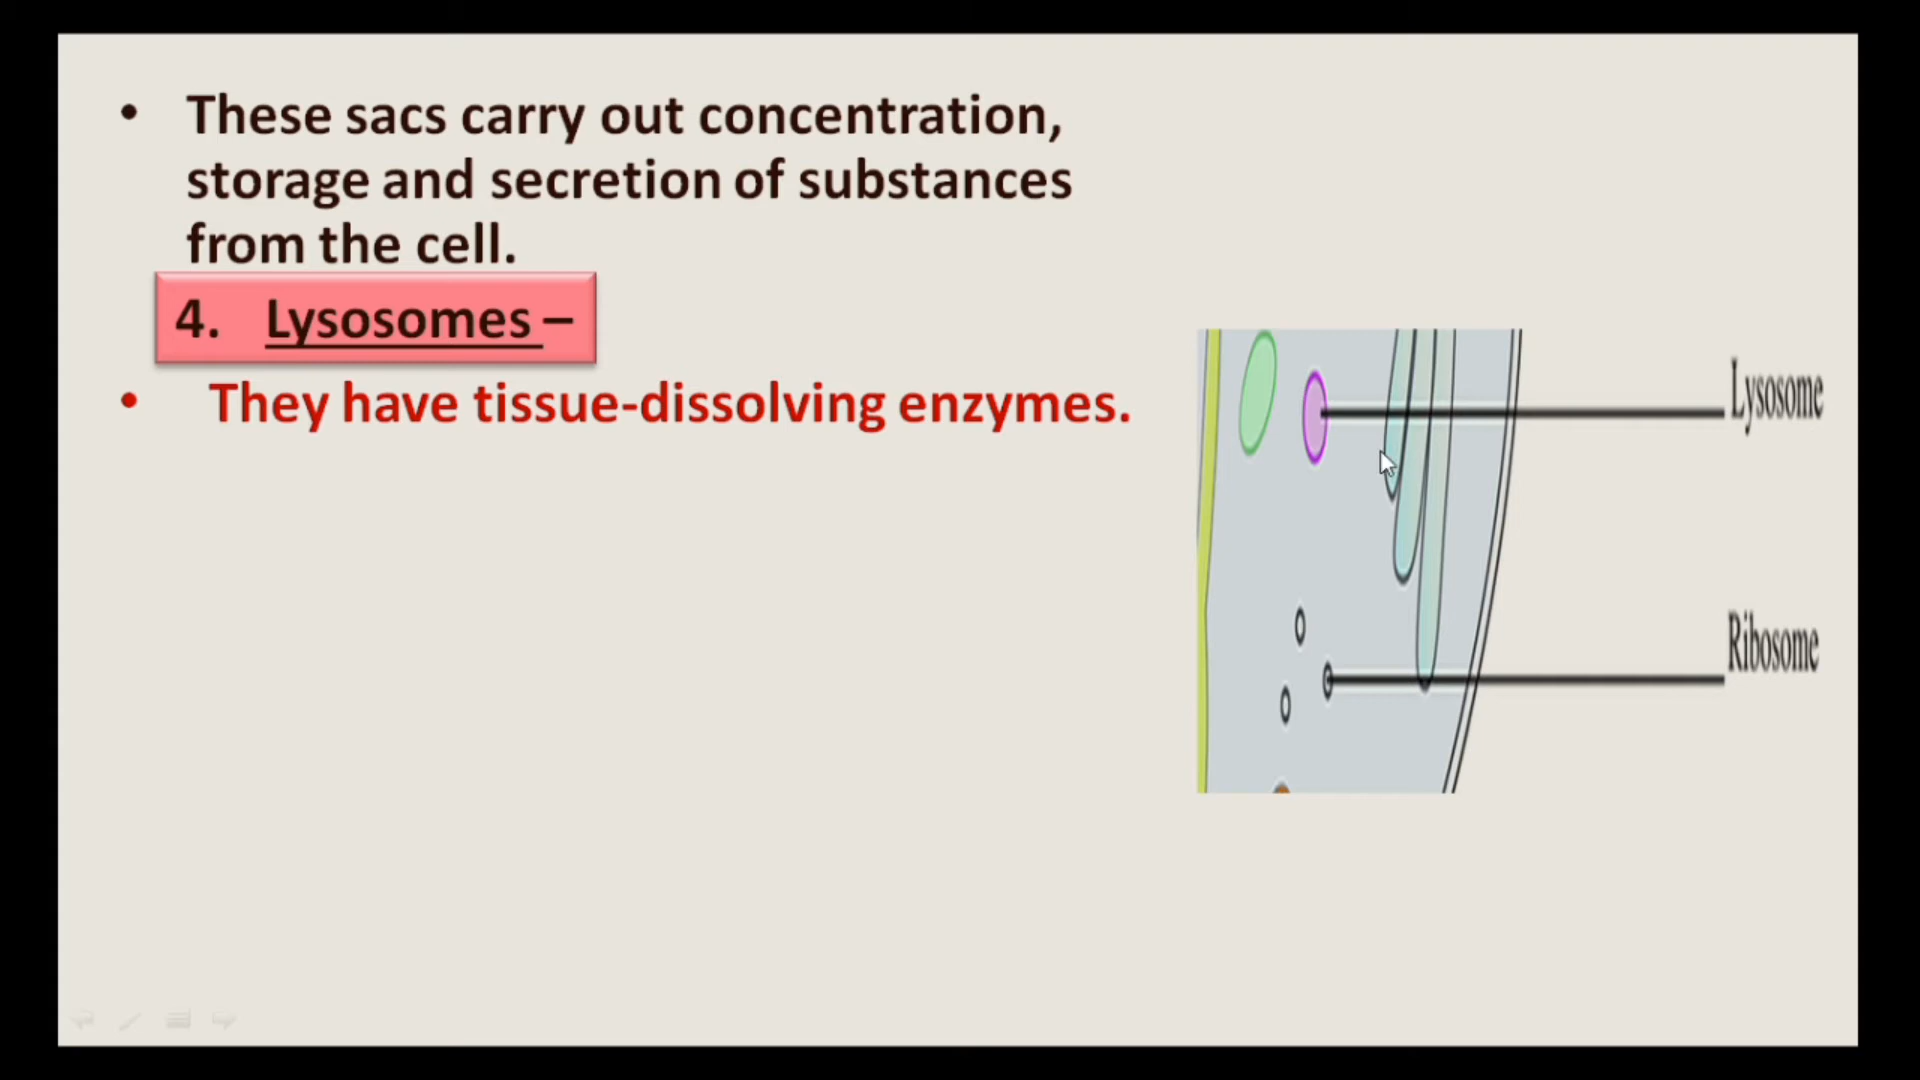 • These sacs carry out concentration,
storage and secretion of substances
from the cell.
4. Lysosomes –
• They have tissue-dissolving enzymes.
Lysosome
Ribosome